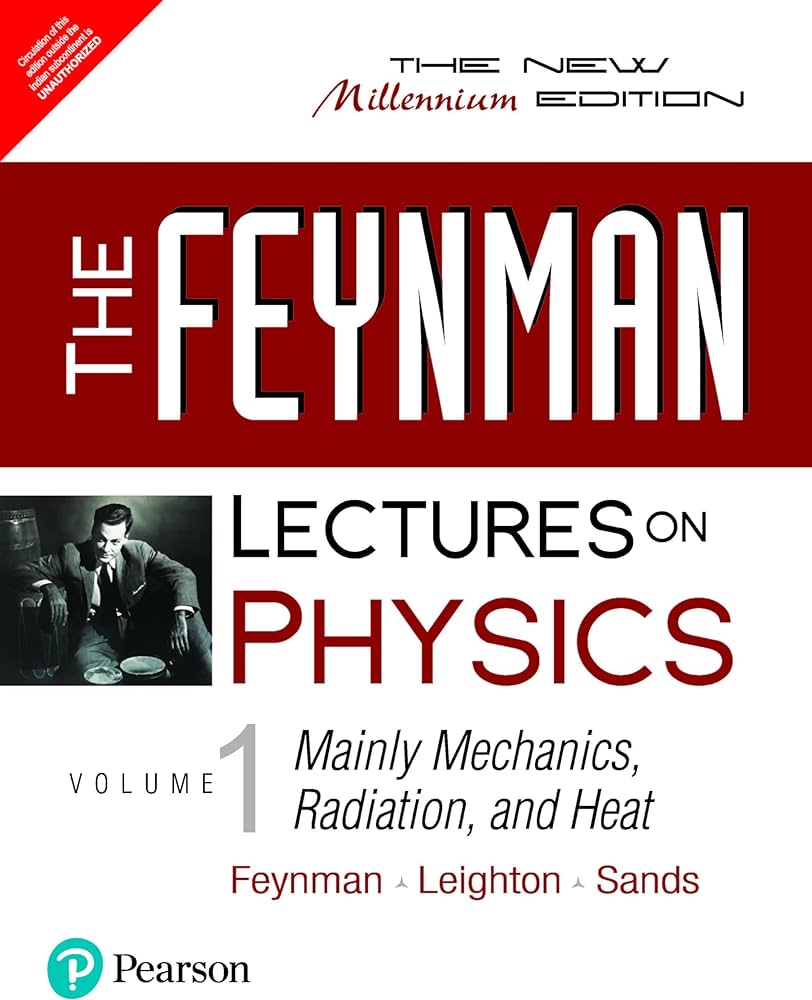 Circulation of this
edition outside the
Indian subcontinent is
UNAUTHORIZED
THE NEW
Millennium EDITION
THE FEYNMAN
LECTURES ON
PHYSICS
VOLUME 1
Mainly Mechanics,
Radiation, and Heat
Feynman Leighton Sands
P Pearson